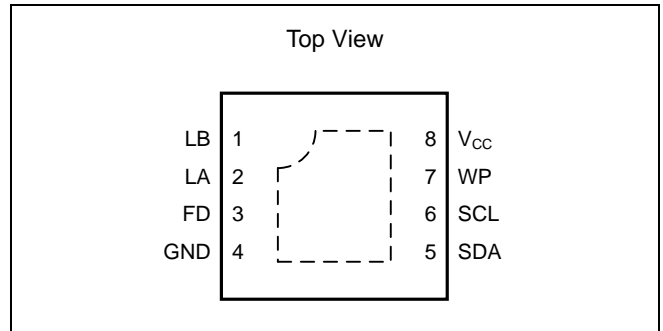 Top View
LB 1 8 VCC
LA 2 7 WP
FD 3 6 SCL
GND 4 5 SDA